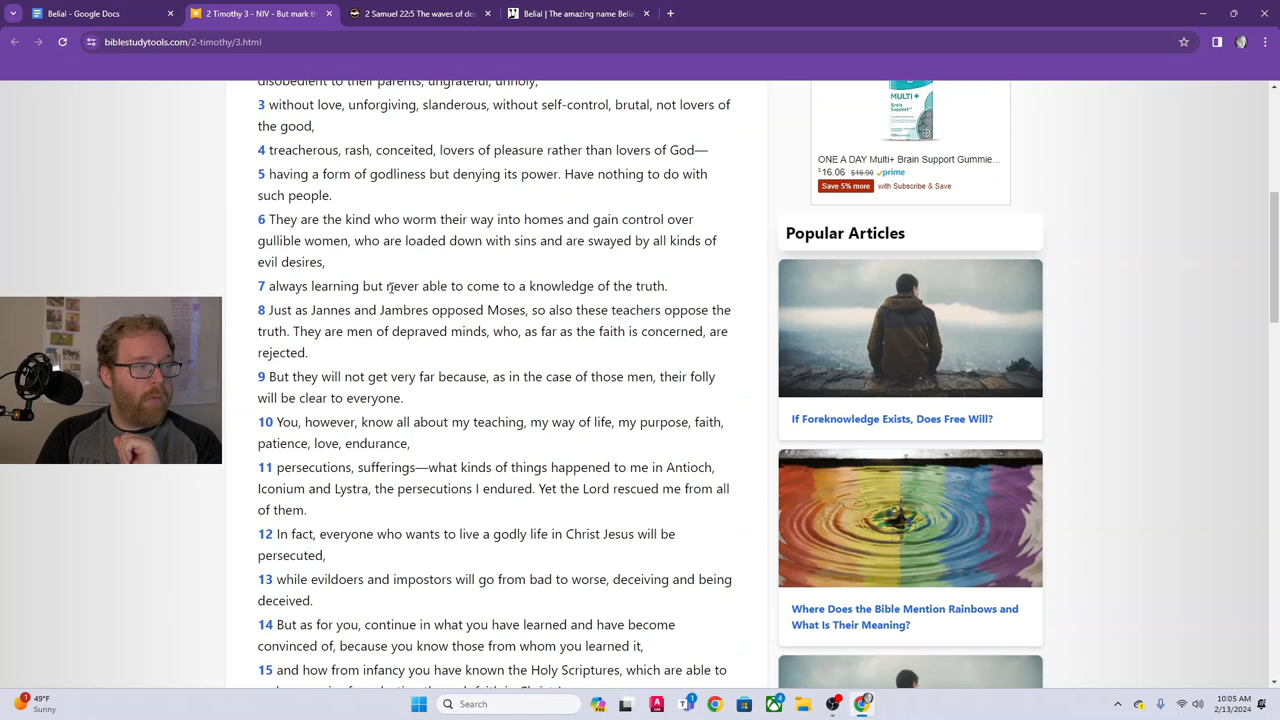 Belial - Google Docs
2 Timothy 3 - NIV - But mark th
2 Samuel 22:5 The waves of de
Belial | The amazing name Belia
biblestudytools.com/2-timothy/3.html
disobedient to their parents, ungrateful, unholy,
3 without love, unforgiving, slanderous, without self-control, brutal, not lovers of
the good,
4 treacherous, rash, conceited, lovers of pleasure rather than lovers of God—
5 having a form of godliness but denying its power. Have nothing to do with
such people.
6 They are the kind who worm their way into homes and gain control over
gullible women, who are loaded down with sins and are swayed by all kinds of
evil desires,
7 always learning but never able to come to a knowledge of the truth.
8 Just as Jannes and Jambres opposed Moses, so also these teachers oppose the
truth. They are men of depraved minds, who, as far as the faith is concerned, are
rejected.
9 But they will not get very far because, as in the case of those men, their folly
will be clear to everyone.
10 You, however, know all about my teaching, my way of life, my purpose, faith,
patience, love, endurance,
11 persecutions, sufferings—what kinds of things happened to me in Antioch,
Iconium and Lystra, the persecutions I endured. Yet the Lord rescued me from all
of them.
12 In fact, everyone who wants to live a godly life in Christ Jesus will be
persecuted,
13 while evildoers and impostors will go from bad to worse, deceiving and being
deceived.
14 But as for you, continue in what you have learned and have become
convinced of, because you know those from whom you learned it,
15 and how from infancy you have known the Holy Scriptures, which are able to
MULTI+
Brain
Support
ONE A DAY Multi+ Brain Support Gummie...
$16.06 $16.90 prime
Save 5% more with Subscribe & Save
Popular Articles
If Foreknowledge Exists, Does Free Will?
Where Does the Bible Mention Rainbows and
What Is Their Meaning?
1
49°F
Sunny
Search
1
4
10:05 AM
2/13/2024